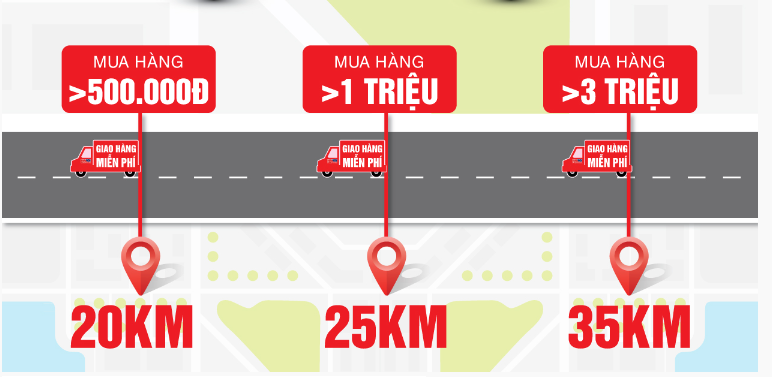 MUA HÀNG
>500.000Đ
MUA HÀNG
>1 TRIỆU
MUA HÀNG
>3 TRIỆU
GIAO HÀNG
MIỄN PHÍ
GIAO HÀNG
MIỄN PHÍ
GIAO HÀNG
MIỄN PHÍ
20KM
25KM
35KM